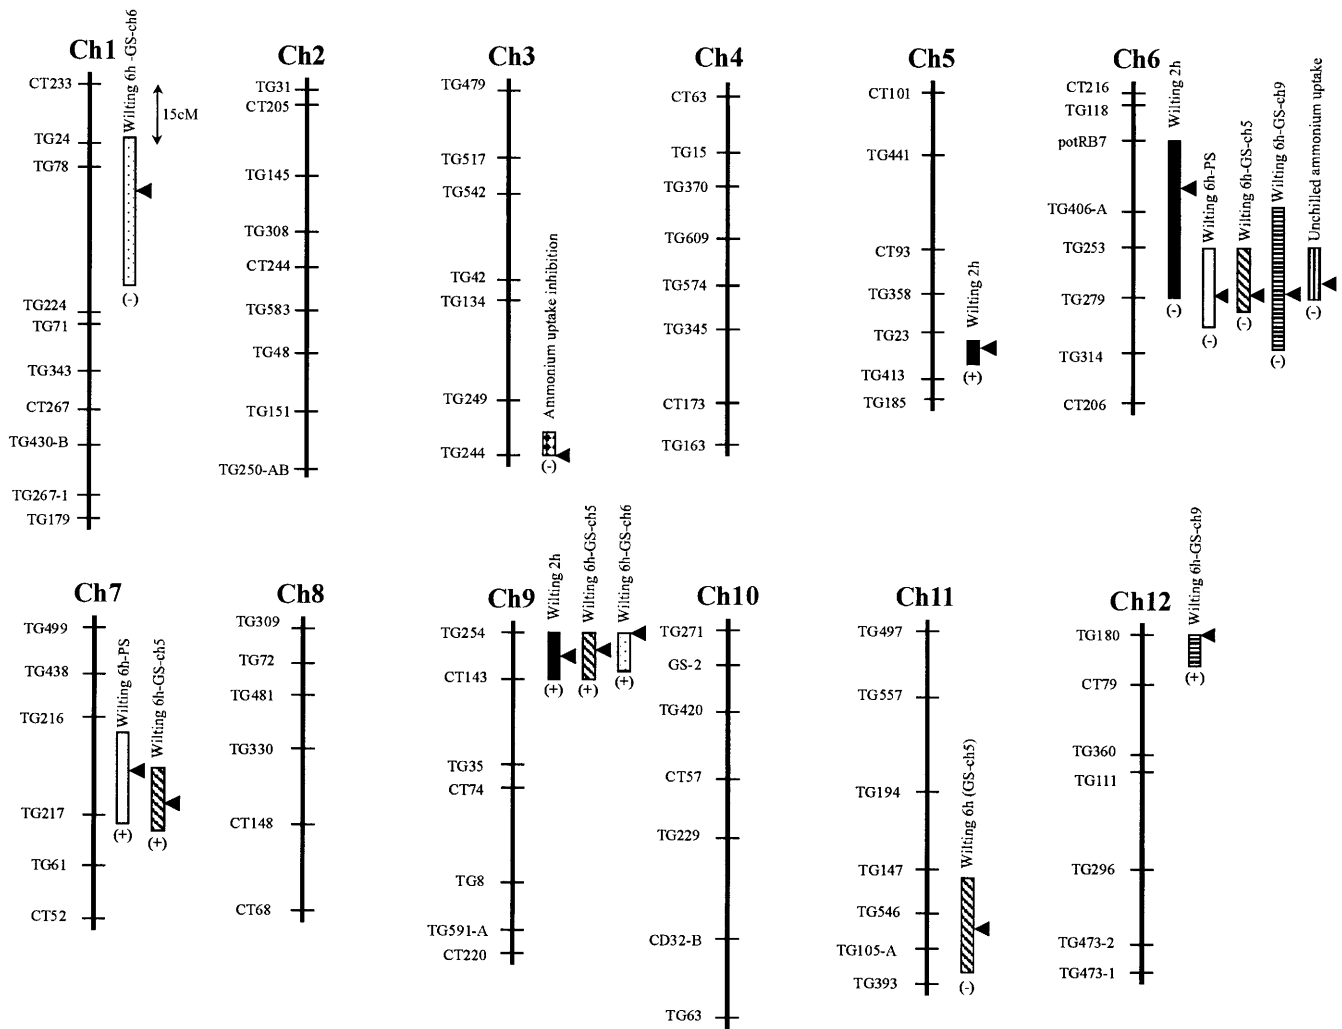 Ch1
CT233
TG24
TG78
TG224
TG71
TG343
CT267
TG430-B
TG267-1
TG179
Wilting 6h -GS-ch6
(-)
15cM
Ch2
TG31
CT205
TG145
TG308
CT244
TG583
TG48
TG151
TG250-AB
Ch3
TG479
TG517
TG542
TG42
TG134
TG249
TG244
Ammonium uptake inhibition
(-)
Ch4
CT63
TG15
TG370
TG609
TG574
TG345
CT173
TG163
Ch5
CT101
TG441
CT93
TG358
TG23
TG413
TG185
Wilting 2h
(+)
Ch6
CT216
TG118
potRB7
TG406-A
TG253
TG279
TG314
CT206
Wilting 2h
(-)
Wilting 6h-PS
(-)
Wilting 6h-GS-ch5
(-)
Wilting 6h-GS-ch9
(-)
Unchilled ammonium uptake
(-)
Ch7
TG499
TG438
TG216
TG217
TG61
CT52
Wilting 6h-PS
(+)
Wilting 6h-GS-ch5
(+)
Ch8
TG309
TG72
TG481
TG330
CT148
CT68
Ch9
TG254
CT143
TG35
CT74
TG8
TG591-A
CT220
Wilting 2h
(+)
Wilting 6h-GS-ch5
(+)
Wilting 6h-GS-ch6
(+)
Ch10
TG271
GS-2
TG420
CT57
TG229
CD32-B
TG63
Ch11
TG497
TG557
TG194
TG147
TG546
TG105-A
TG393
Wilting 6h (GS-ch5)
(-)
Ch12
TG180
CT79
TG360
TG111
TG296
TG473-2
TG473-1
Wilting 6h-GS-ch9
(+)